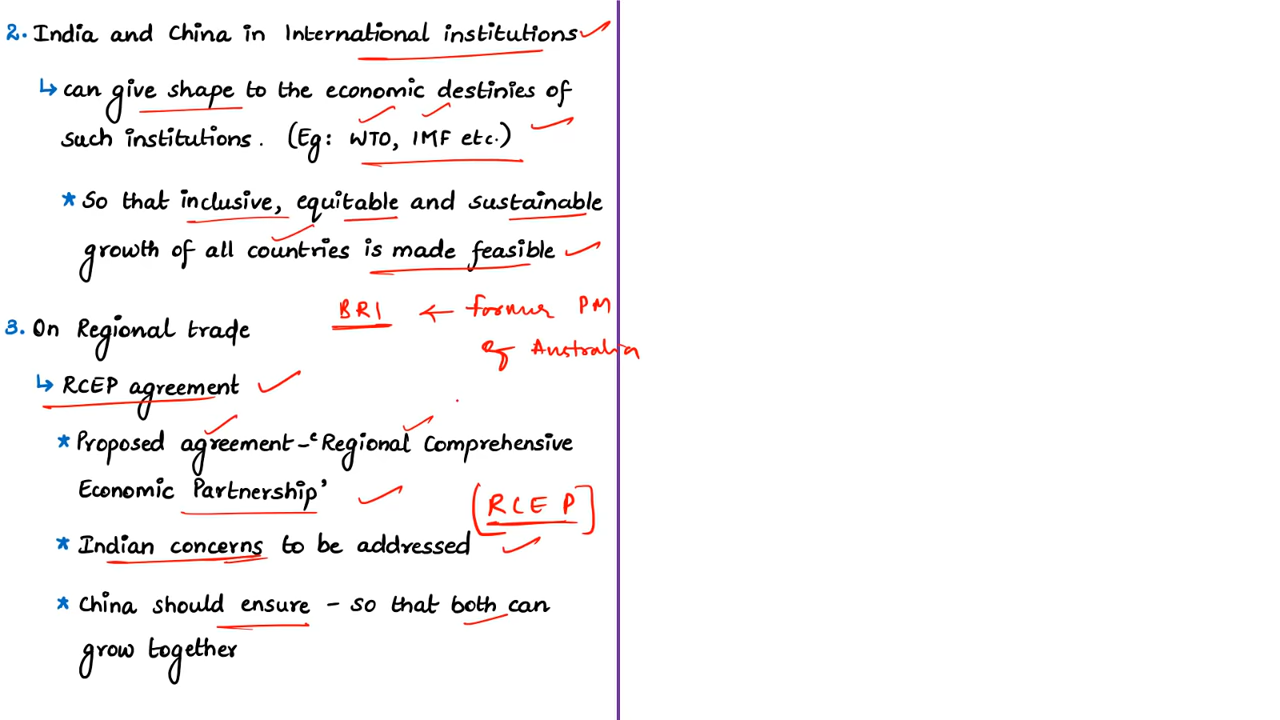 2. India and China in International institutions
↳ can give shape to the economic destinies of
such institutions. (Eg: WTO, IMF etc.)
* So that inclusive, equitable and sustainable
growth of all countries is made feasible
BRI ← former PM
of Australia
3. On Regional trade
↳ RCEP agreement
* Proposed agreement - 'Regional Comprehensive
Economic Partnership'
[RCEP]
* Indian concerns to be addressed
* China should ensure - so that both can
grow together